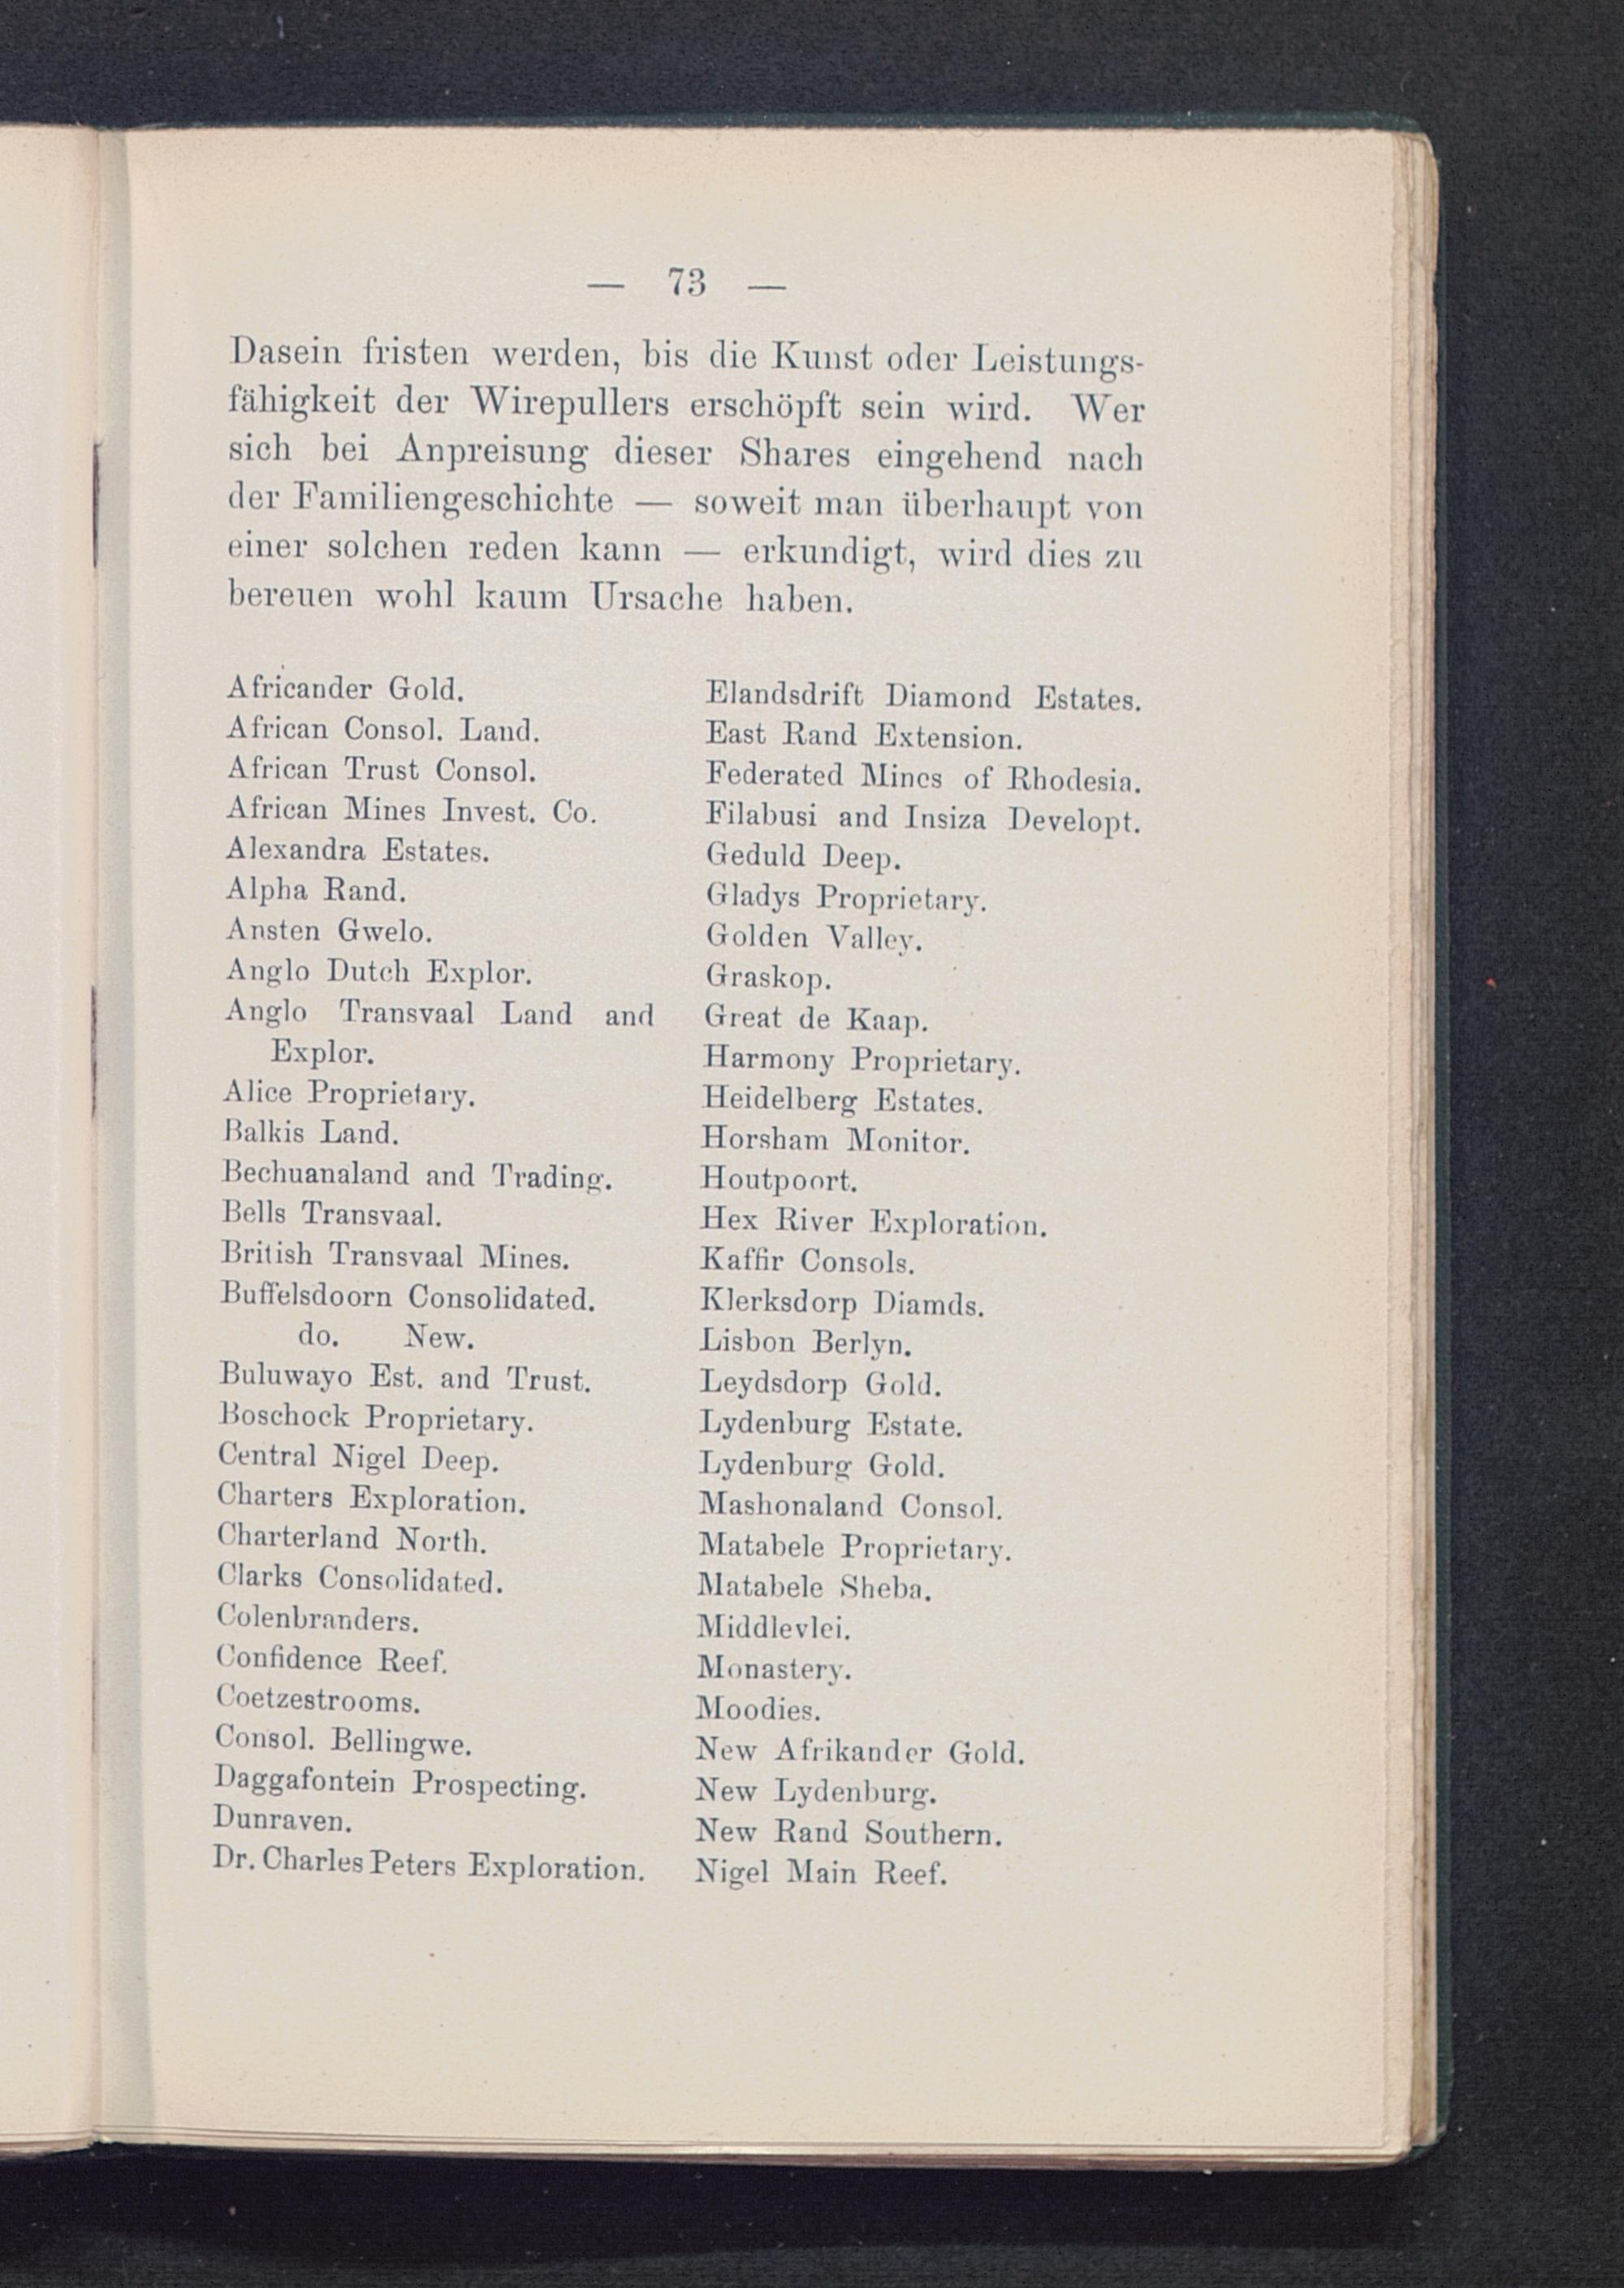 — 73 —
Dasein fristen werden, bis die Kunst oder Leistungs-
fähigkeit der Wirepullers erschöpft sein wird. Wer
sich bei Anpreisung dieser Shares eingehend nach
der Familiengeschichte — soweit man überhaupt von
einer solchen reden kann — erkundigt, wird dies zu
bereuen wohl kaum Ursache haben.
Africander Gold.
African Consol. Land.
African Trust Consol.
African Mines Invest. Co.
Alexandra Estates.
Alpha Rand.
Ansten Gwelo.
Anglo Dutch Explor.
Anglo Transvaal Land and
Explor.
Alice Proprietary.
Balkis Land.
Bechuanaland and Trading.
Bells Transvaal.
British Transvaal Mines.
Buffelsdoorn Consolidated.
do. New.
Buluwayo Est. and Trust.
Boschock Proprietary.
Central Nigel Deep.
Charters Exploration.
Charterland North.
Clarks Consolidated.
Colenbranders.
Confidence Reef.
Coetzestrooms.
Consol. Bellingwe.
Daggafontein Prospecting.
Dunraven.
Dr. Charles Peters Exploration.
Elandsdrift Diamond Estates.
East Rand Extension.
Federated Mines of Rhodesia.
Filabusi and Insiza Developt.
Geduld Deep.
Gladys Proprietary.
Golden Valley.
Graskop.
Great de Kaap.
Harmony Proprietary.
Heidelberg Estates.
Horsham Monitor.
Houtpoort.
Hex River Exploration.
Kaffir Consols.
Klerksdorp Diamds.
Lisbon Berlyn.
Leydsdorp Gold.
Lydenburg Estate.
Lydenburg Gold.
Mashonaland Consol.
Matabele Proprietary.
Matabele Sheba.
Middlevlei.
Monastery.
Moodies.
New Afrikander Gold.
New Lydenburg.
New Rand Southern.
Nigel Main Reef.